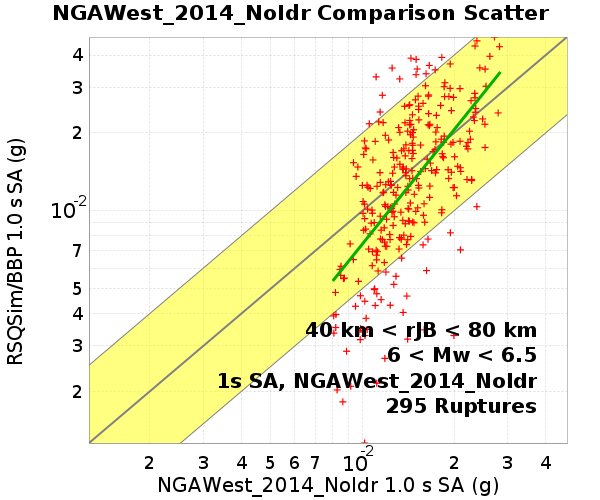 NGAWest_2014_NoIdr Comparison Scatter
RSQSim/BBP 1.0 s SA (g)
4
3
2
10-2
7
5
4
3
2
40 km < rJB < 80 km
6 < Mw < 6.5
1s SA, NGAWest_2014_NoIdr
295 Ruptures
2 3 4 5 6 7 10-2 2 3 4
NGAWest_2014_NoIdr 1.0 s SA (g)